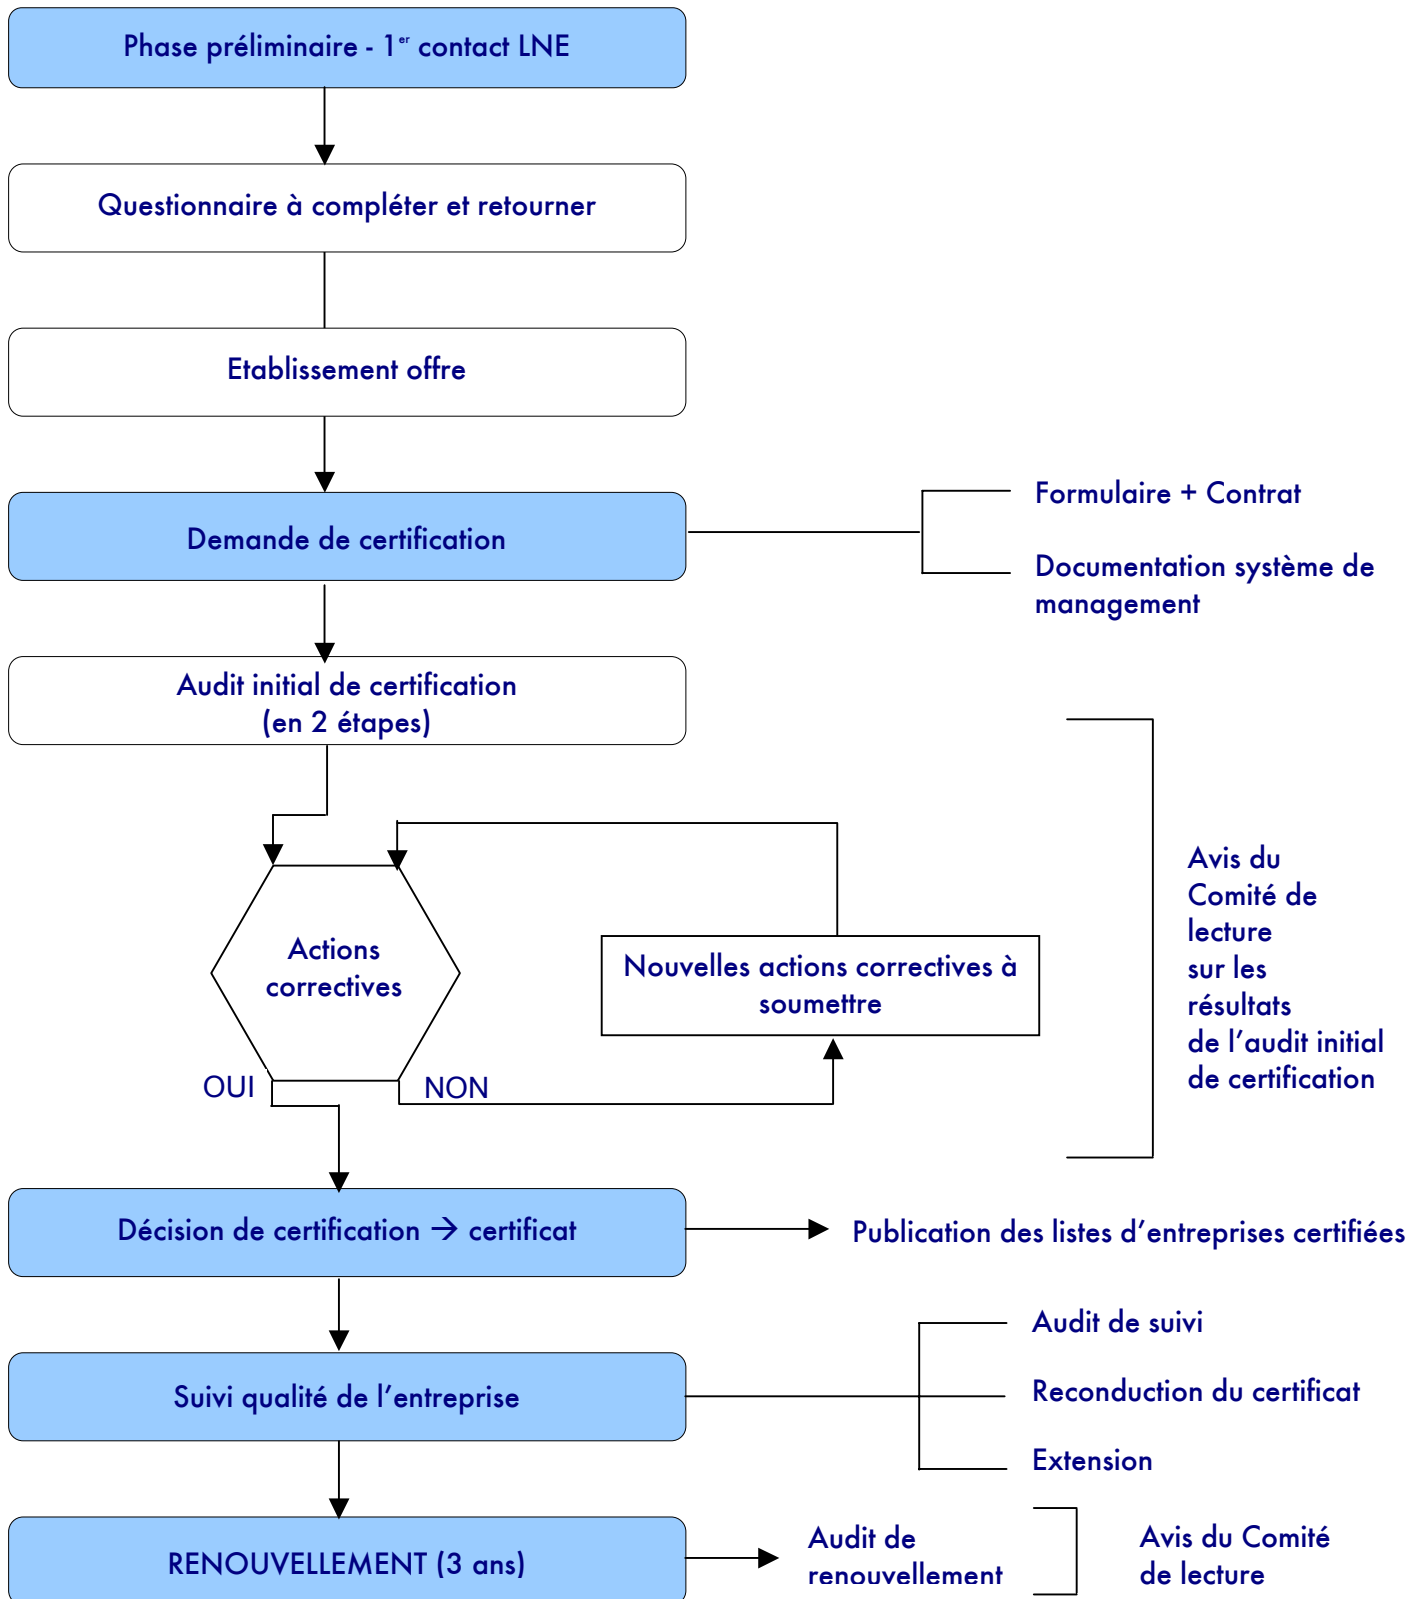 Phase préliminaire - 1er contact LNE
Questionnaire à compléter et retourner
Etablissement offre
Demande de certification
Formulaire + Contrat
Documentation système de
management
Audit initial de certification
(en 2 étapes)
Actions
correctives
Nouvelles actions correctives à
soumettre
Avis du
Comité de
lecture
sur les
résultats
de l’audit initial
de certification
OUI
NON
Décision de certification → certificat
Publication des listes d’entreprises certifiées
Suivi qualité de l’entreprise
Audit de suivi
Reconduction du certificat
Extension
RENOUVELLEMENT (3 ans)
Audit de
renouvellement
Avis du Comité
de lecture